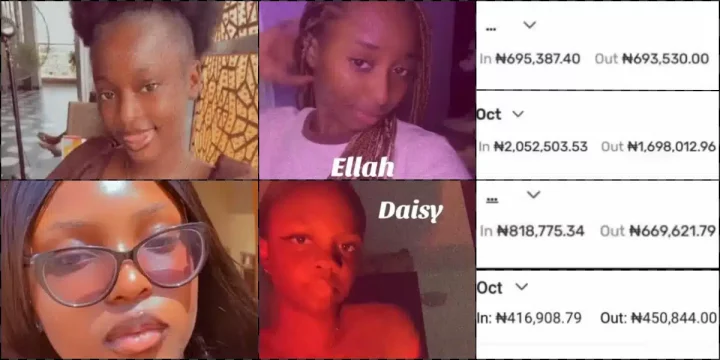 Ellah
Daisy
...
In ₦695,387.40 Out ₦693,530.00
Oct
In ₦2,052,503.53 Out ₦1,698,012.96
...
In ₦818,775.34 Out ₦669,621.79
Oct
In: ₦416,908.79 Out: ₦450,844.00